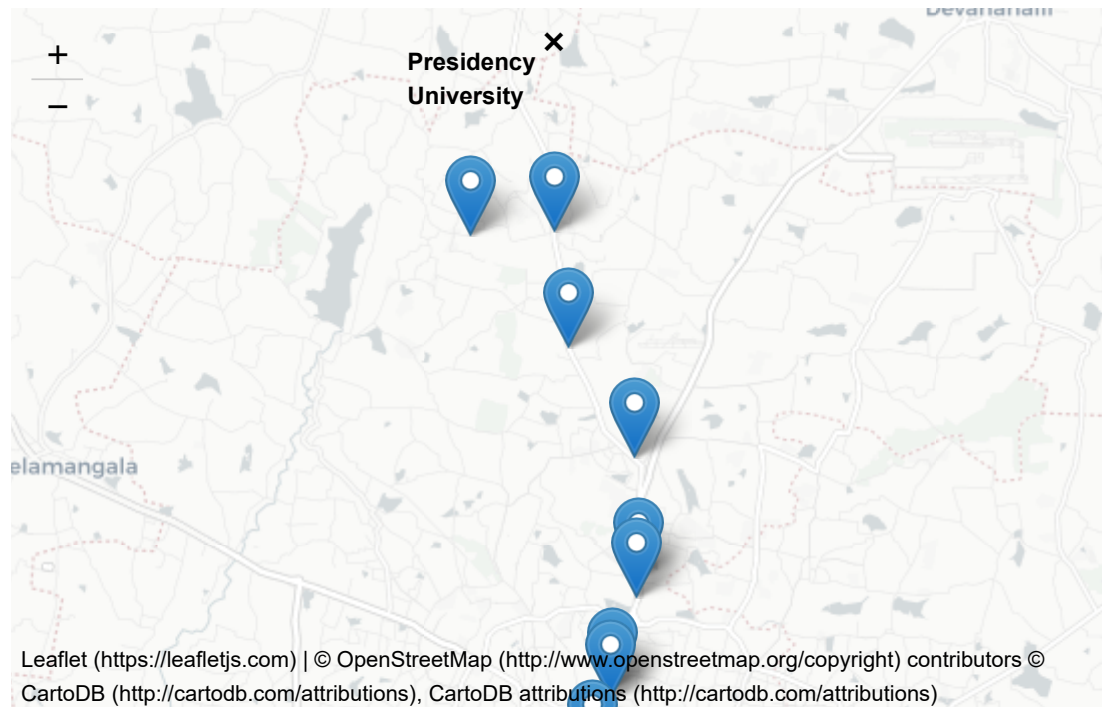 Devanahalli
+
Presidency ×
University
−
elamangala
Leaflet (https://leafletjs.com) | © OpenStreetMap (http://www.openstreetmap.org/copyright) contributors ©
CartoDB (http://cartodb.com/attributions), CartoDB attributions (http://cartodb.com/attributions)